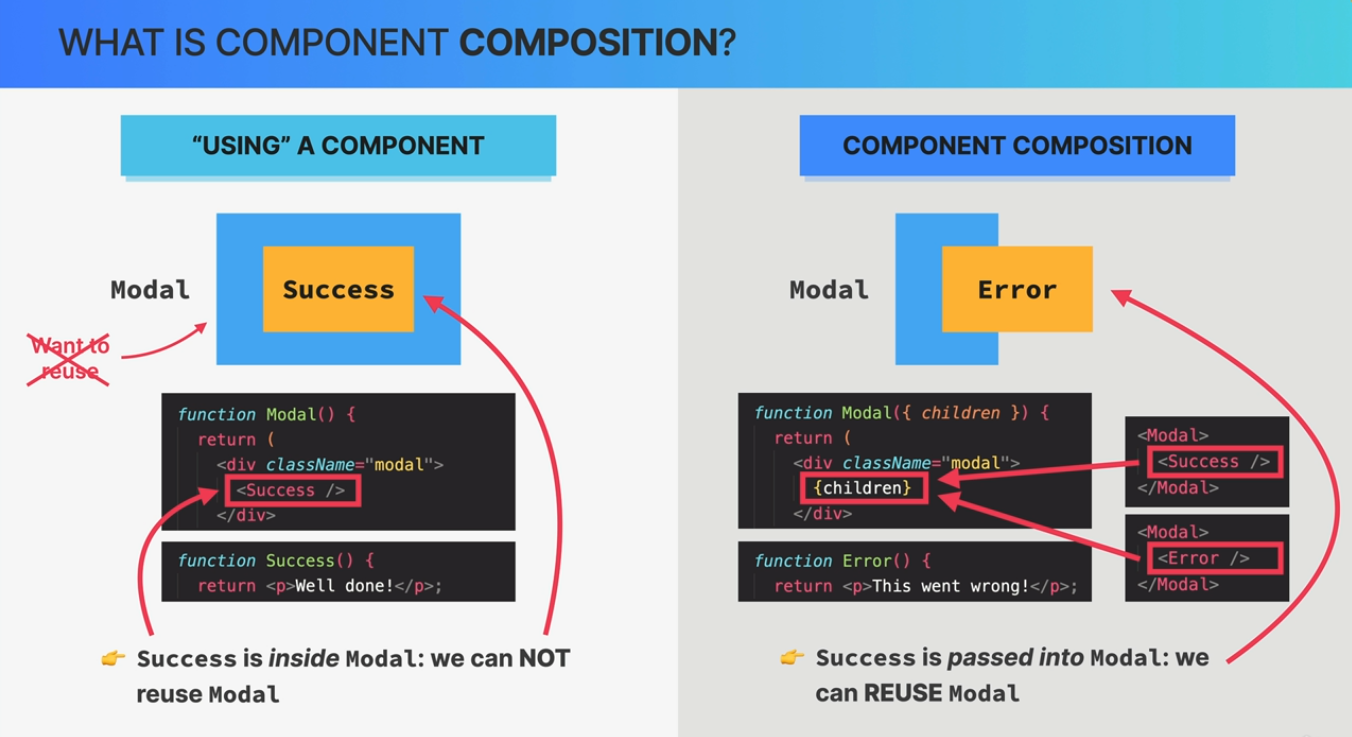 WHAT IS COMPONENT COMPOSITION?
“USING” A COMPONENT
Modal
Success
Want to
reuse
function Modal() {
return (
<div className="modal">
<Success />
</div>
function Success() {
return <p>Well done!</p>;
👉 Success is inside Modal: we can NOT
reuse Modal
COMPONENT COMPOSITION
Modal
Error
function Modal({ children }) {
return (
<div className="modal">
{children}
</div>
function Error() {
return <p>This went wrong!</p>;
<Modal>
<Success />
</Modal>
<Modal>
<Error />
</Modal>
👉 Success is passed into Modal: we
can REUSE Modal